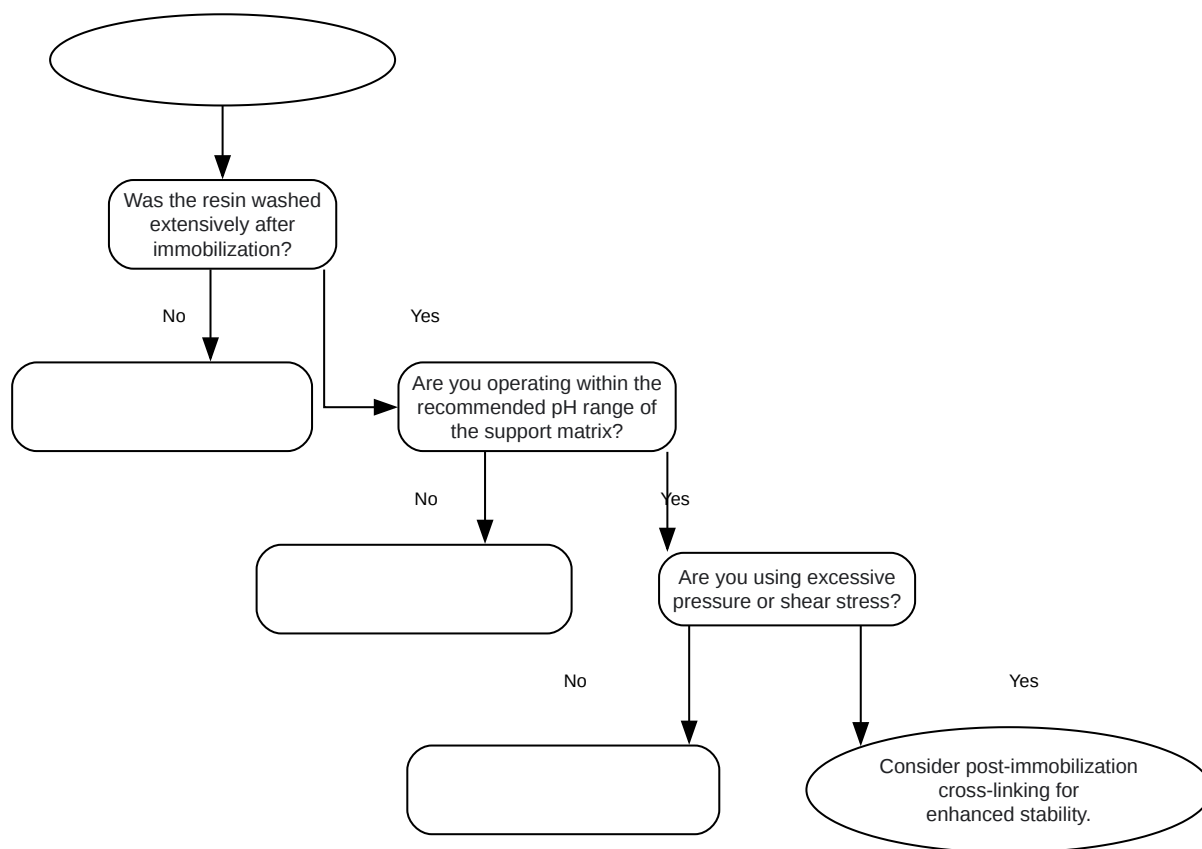 Was the resin washed
extensively after
immobilization?
No
Yes
Are you operating within the
recommended pH range of
the support matrix?
No
Yes
Are you using excessive
pressure or shear stress?
No
Yes
Consider post-immobilization
cross-linking for
enhanced stability.